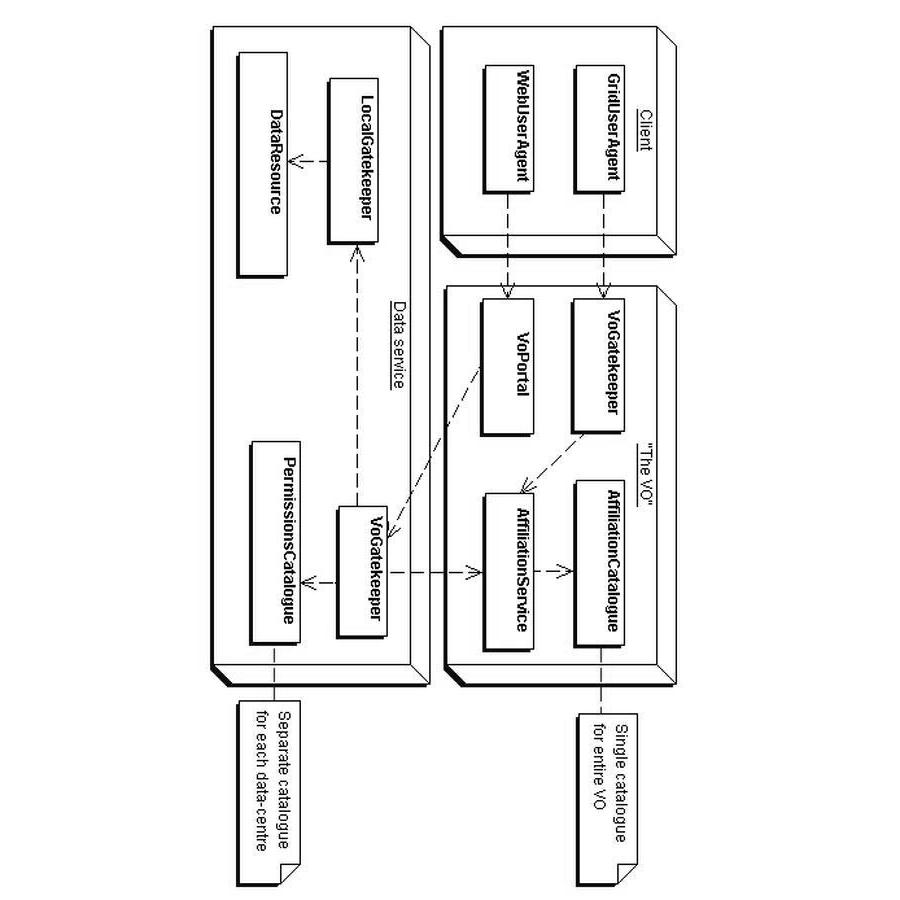 Client
GridUserAgent
WebUserAgent
"The VO"
VoGatekeeper
AffiliationCatalogue
VoPortal
AffiliationService
Single catalogue
for entire VO
Data service
LocalGatekeeper
VoGatekeeper
DataResource
PermissionsCatalogue
Separate catalogue
for each data-centre